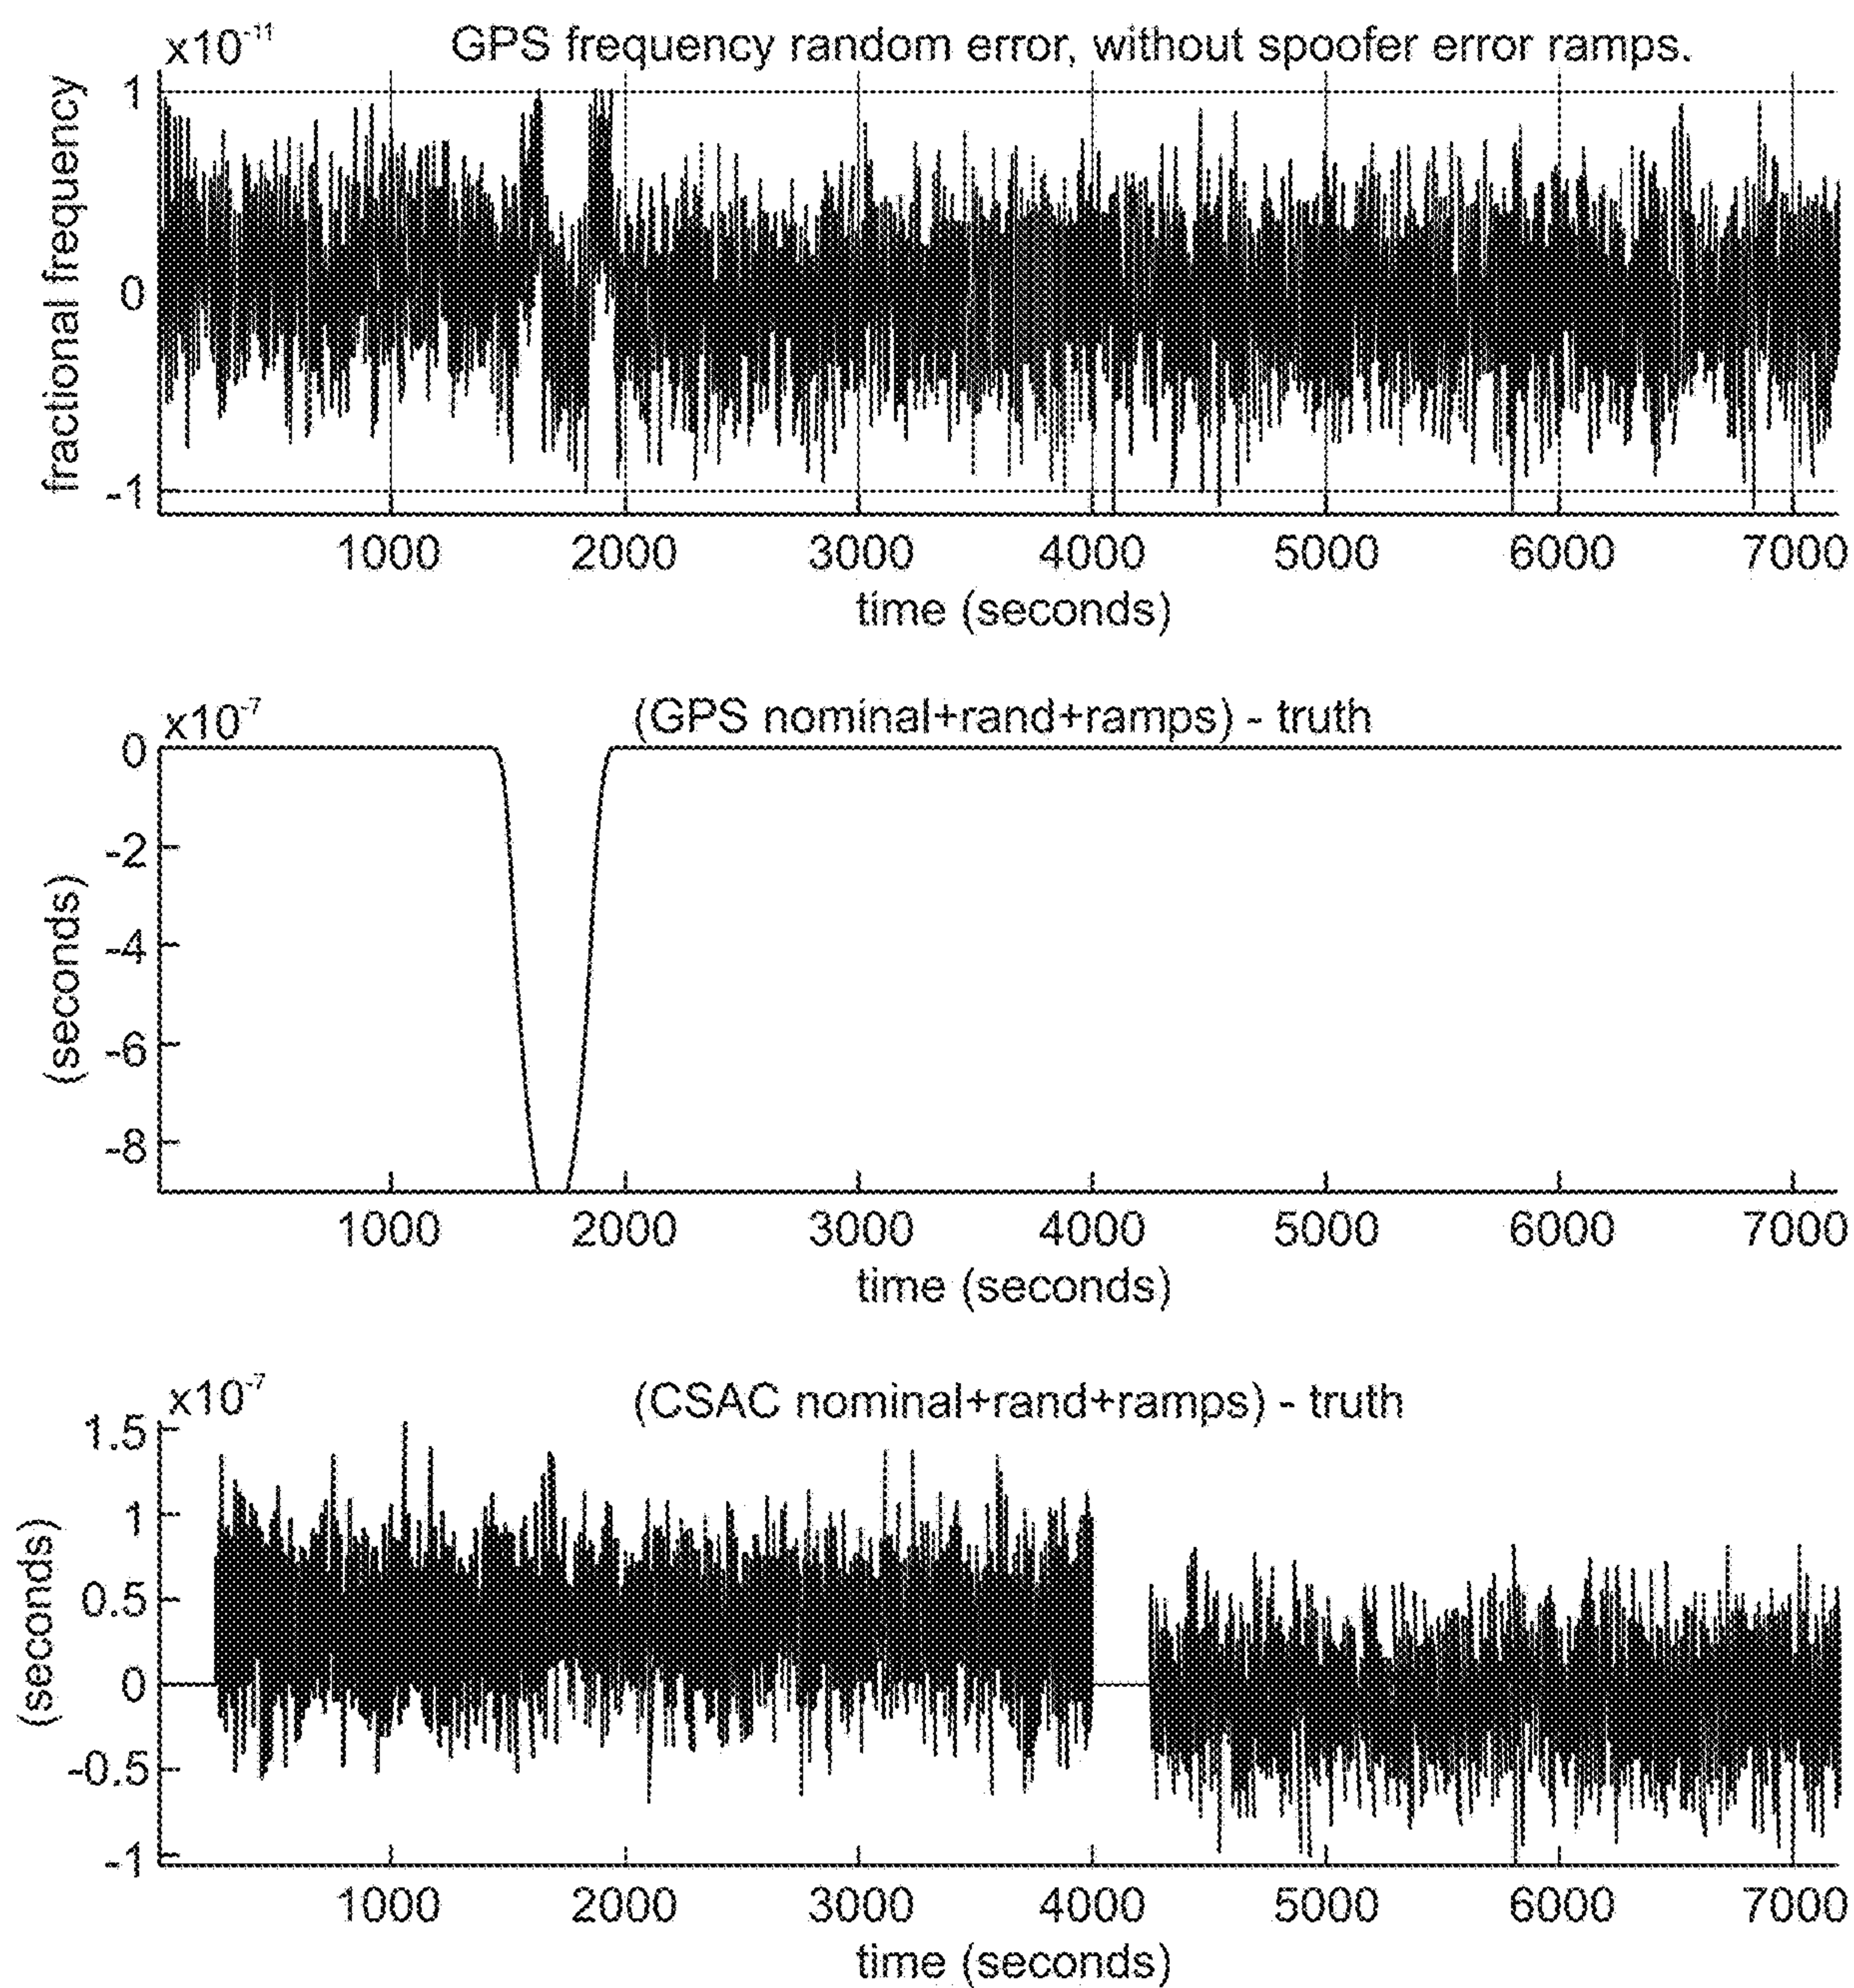 x10-11
GPS frequency random error, without spoofer error ramps.
fractional frequency
1
0
-1
1000 2000 3000 4000 5000 6000 7000
time (seconds)
x10-7
(GPS nominal+rand+ramps) - truth
(seconds)
0
-2
-4
-6
-8
1000 2000 3000 4000 5000 6000 7000
time (seconds)
x10-7
(CSAC nominal+rand+ramps) - truth
(seconds)
1.5
1
0.5
0
-0.5
-1
1000 2000 3000 4000 5000 6000 7000
time (seconds)